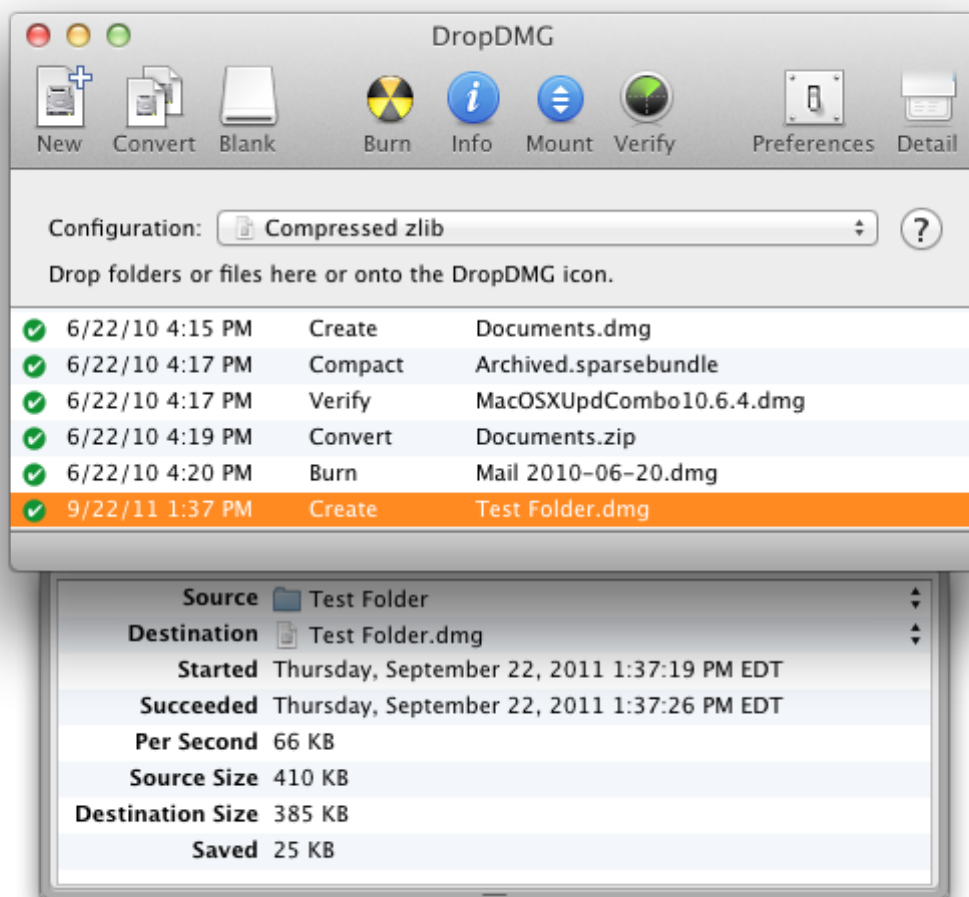 DropDMG
New Convert Blank Burn Info Mount Verify Preferences Detail
Configuration: Compressed zlib ?
Drop folders or files here or onto the DropDMG icon.
6/22/10 4:15 PM Create Documents.dmg
6/22/10 4:17 PM Compact Archived.sparsebundle
6/22/10 4:17 PM Verify MacOSXUpdCombo10.6.4.dmg
6/22/10 4:19 PM Convert Documents.zip
6/22/10 4:20 PM Burn Mail 2010-06-20.dmg
9/22/11 1:37 PM Create Test Folder.dmg
Source Test Folder
Destination Test Folder.dmg
Started Thursday, September 22, 2011 1:37:19 PM EDT
Succeeded Thursday, September 22, 2011 1:37:26 PM EDT
Per Second 66 KB
Source Size 410 KB
Destination Size 385 KB
Saved 25 KB